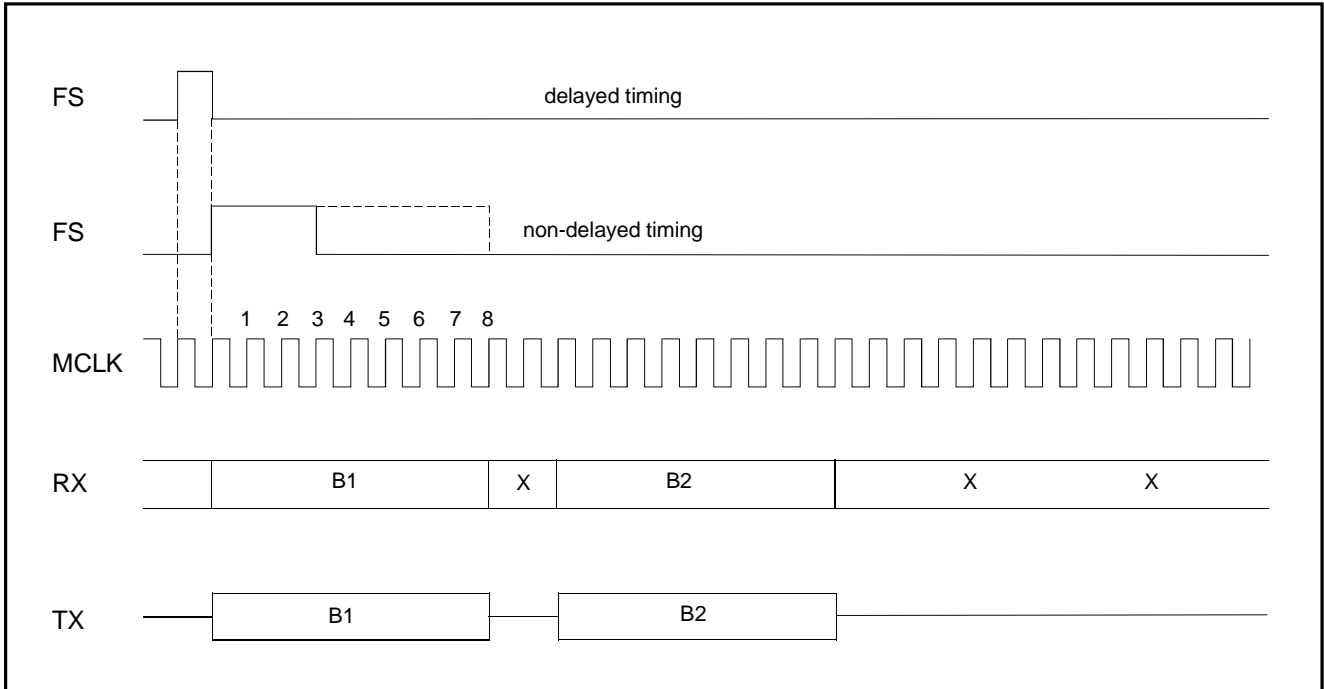 FS delayed timing
FS non-delayed timing
1 2 3 4 5 6 7 8
MCLK
RX B1 X B2 X X
TX B1 B2